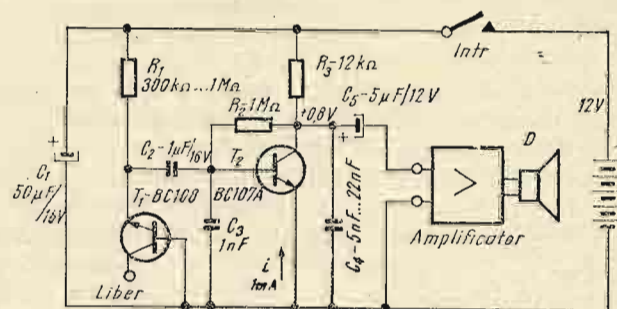 Intr
R1
300kΩ...1MΩ
R3-12kΩ
R2 1MΩ
+0,8V
C5-5μF/12V
12V
+
C1
50μF/
/16V
C2-1μF/
16V
T2
BC107A
+
D
T1-BC108
C3
1nF
i
1mA
C4-5nF...22nF
Amplificator
Liber